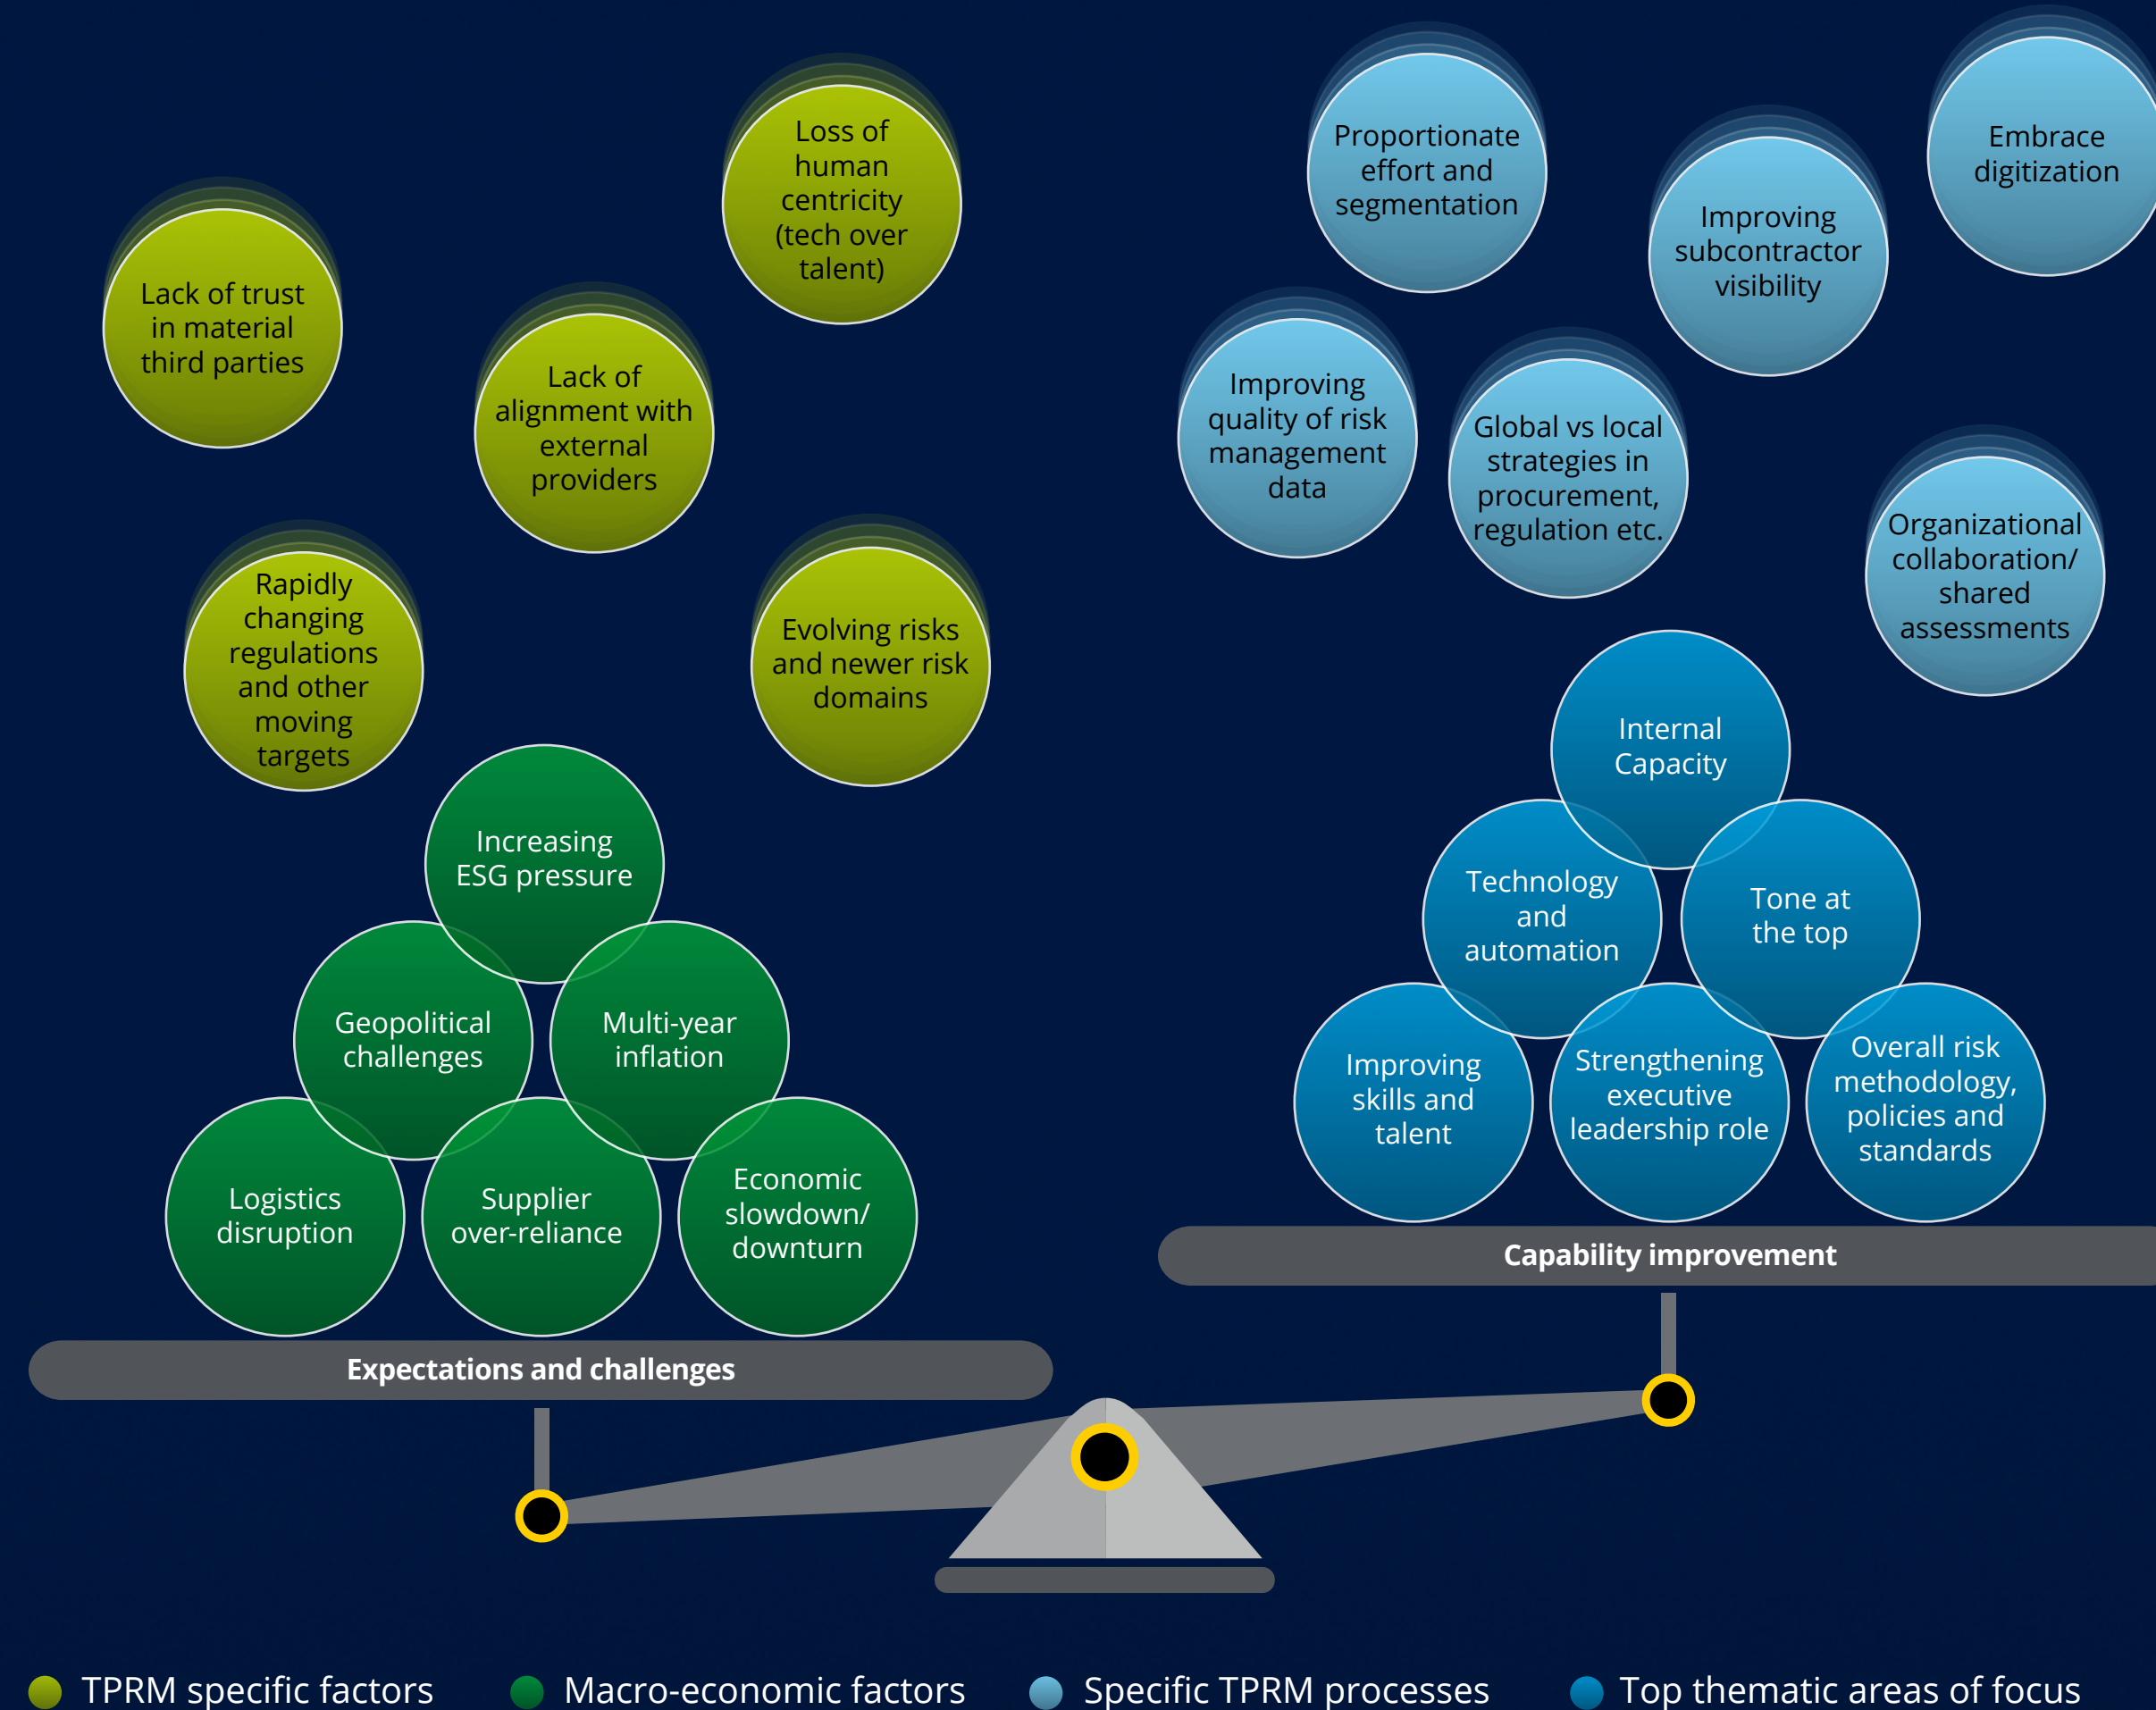 Loss of
human
centricity
(tech over
talent)
Lack of trust
in material
third parties
Lack of
alignment with
external
providers
Rapidly
changing
regulations
and other
moving
targets
Evolving risks
and newer risk
domains
Increasing
ESG pressure
Geopolitical
challenges
Multi-year
inflation
Logistics
disruption
Supplier
over-reliance
Economic
slowdown/
downturn
Expectations and challenges
Proportionate
effort and
segmentation
Improving
subcontractor
visibility
Embrace
digitization
Improving
quality of risk
management
data
Global vs local
strategies in
procurement,
regulation etc.
Organizational
collaboration/
shared
assessments
Internal
Capacity
Technology
and
automation
Tone at
the top
Improving
skills and
talent
Strengthening
executive
leadership role
Overall risk
methodology,
policies and
standards
Capability improvement
TPRM specific factors
Macro-economic factors
Specific TPRM processes
Top thematic areas of focus